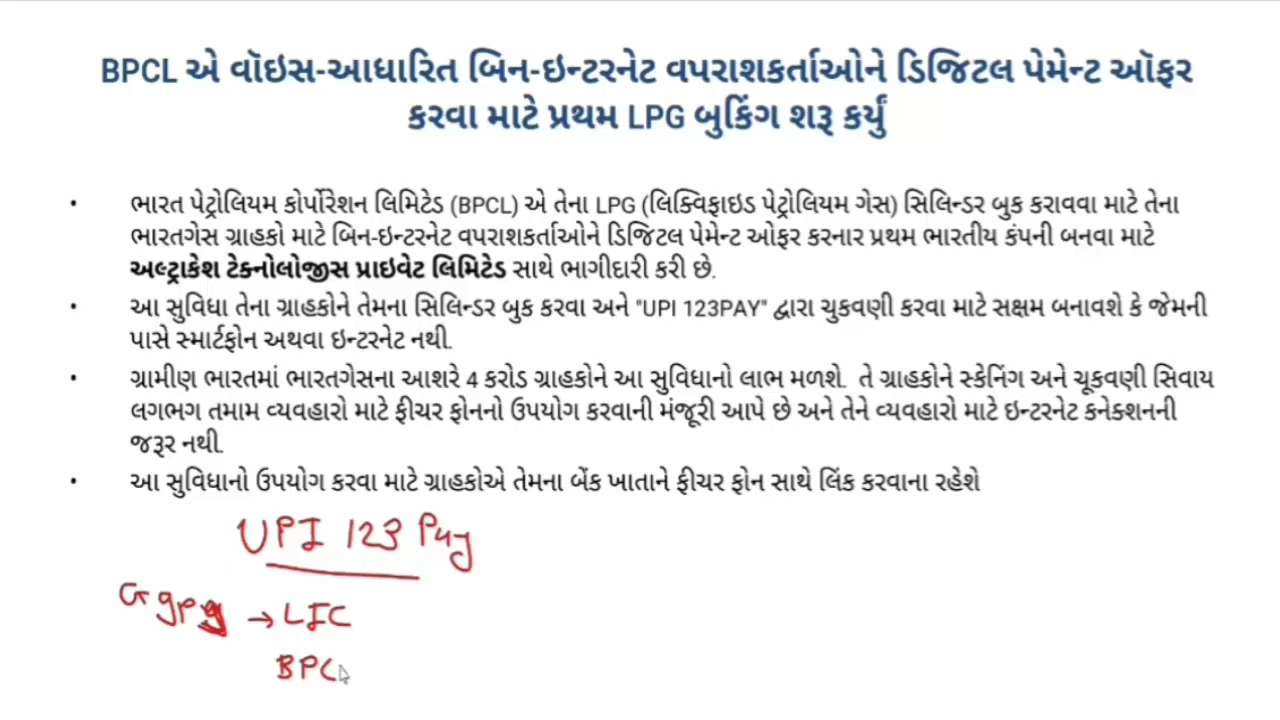 BPCL એ વૉઇસ-આધારિત બિન-ઇન્ટરનેટ વપરાશકર્તાઓને ડિજિટલ પેમેન્ટ ઑફર
કરવા માટે પ્રથમ LPG બુકિંગ શરૂ કર્યું
• ભારત પેટ્રોલિયમ કોર્પોરેશન લિમિટેડ (BPCL) એ તેના LPG (લિક્વિફાઇડ પેટ્રોલિયમ ગેસ) સિલિન્ડર બુક કરાવવા માટે તેના
ભારતગેસ ગ્રાહકો માટે બિન-ઇન્ટરનેટ વપરાશકર્તાઓને ડિજિટલ પેમેન્ટ ઓફર કરનાર પ્રથમ ભારતીય કંપની બનવા માટે
અલ્ટ્રાકેશ ટેક્નોલોજીસ પ્રાઇવેટ લિમિટેડ સાથે ભાગીદારી કરી છે.
• આ સુવિધા તેના ગ્રાહકોને તેમના સિલિન્ડર બુક કરવા અને "UPI 123PAY" દ્વારા ચુકવણી કરવા માટે સક્ષમ બનાવશે કે જેમની
પાસે સ્માર્ટફોન અથવા ઇન્ટરનેટ નથી.
• ગ્રામીણ ભારતમાં ભારતગેસના આશરે 4 કરોડ ગ્રાહકોને આ સુવિધાનો લાભ મળશે. તે ગ્રાહકોને સ્કેનિંગ અને ચૂકવણી સિવાય
લગભગ તમામ વ્યવહારો માટે ફીચર ફોનનો ઉપયોગ કરવાની મંજૂરી આપે છે અને તેને વ્યવહારો માટે ઇન્ટરનેટ કનેક્શનની
જરૂર નથી.
• આ સુવિધાનો ઉપયોગ કરવા માટે ગ્રાહકોએ તેમના બેંક ખાતાને ફીચર ફોન સાથે લિંક કરવાના રહેશે
UPI 123 Pay
→ LIC
BPC